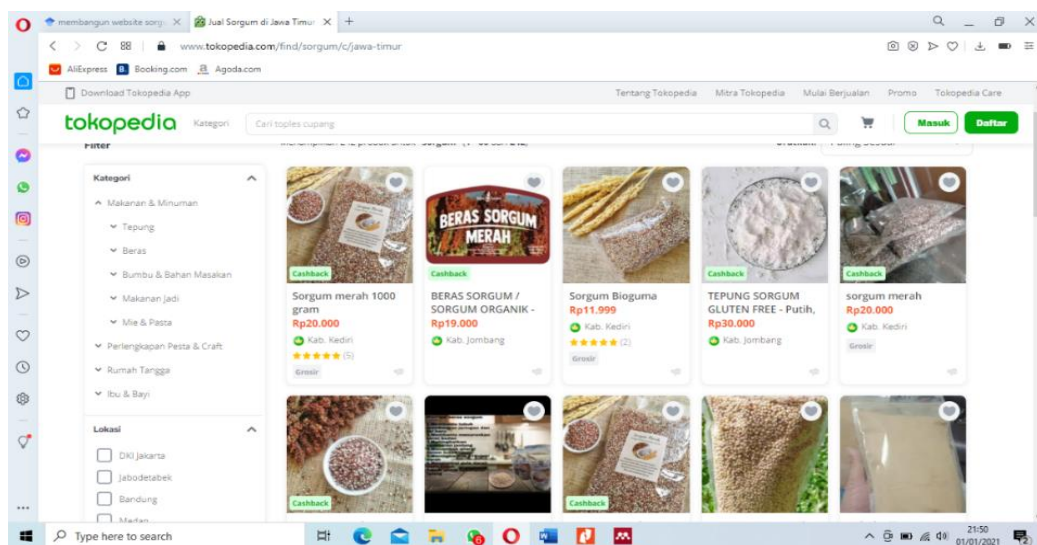 membangun website sorg
Jual Sorgum di Jawa Timur
www.tokopedia.com/find/sorgum/c/jawa-timur
AliExpress
Booking.com
Agoda.com
Download Tokopedia App
Tentang Tokopedia
Mitra Tokopedia
Mulai Berjualan
Promo
Tokopedia Care
tokopedia
Kategori
Cari toples cupang
Masuk
Daftar
Filter
Kategori
Makanan & Minuman
Tepung
Beras
Bumbu & Bahan Masakan
Makanan Jadi
Mie & Pasta
Perlengkapan Pesta & Craft
Rumah Tangga
Ibu & Bayi
Lokasi
DKI Jakarta
Jabodetabek
Bandung
Medan
Cashback
Sorgum merah 1000
gram
Rp20.000
Kab. Kediri
(5)
Grosir
BERAS SORGUM
MERAH
Cashback
BERAS SORGUM /
SORGUM ORGANIK -
Rp19.000
Kab. Jombang
Sorgum Bioguma
Rp11.999
Kab. Kediri
(2)
Grosir
Cashback
TEPUNG SORGUM
GLUTEN FREE - Putih,
Rp30.000
Kab. Jombang
Cashback
sorgum merah
Rp20.000
Kab. Kediri
Grosir
Cashback
Cashback
Type here to search
21:50
01/01/2021